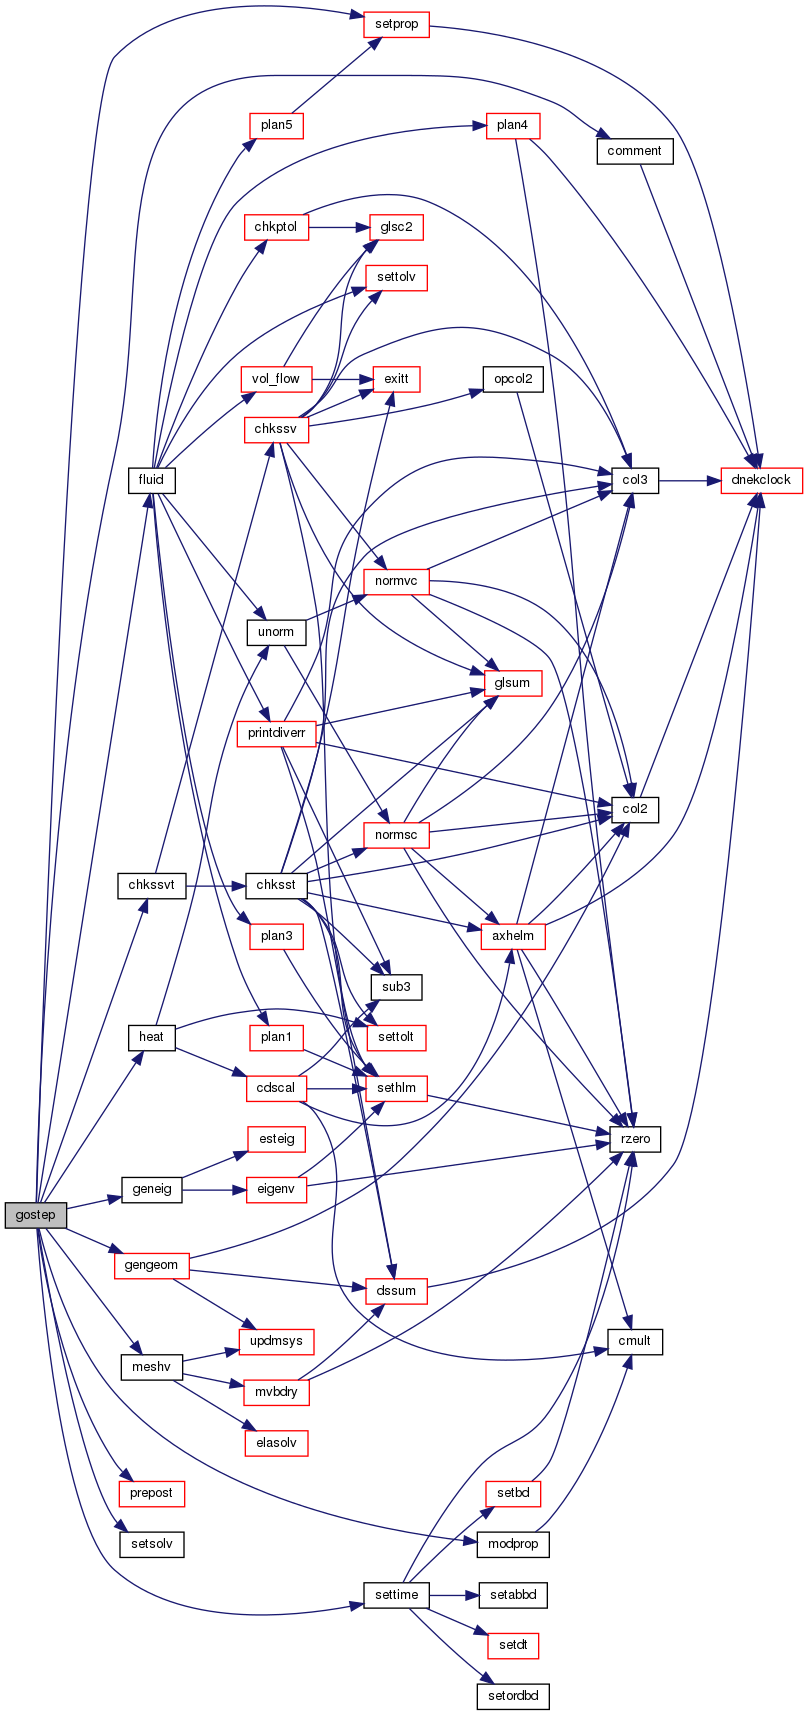 setprop
plan5
plan4
comment
chkptol
glsc2
settolv
vol_flow
exitt
opcol2
chkssv
fluid
col3
dnekclock
normvc
unorm
glsum
printdiverr
col2
normsc
chkssvt
chksst
plan3
axhelm
sub3
heat
plan1
settolt
cdscal
sethlm
esteig
rzero
geneig
eigenv
gostep
gengeom
dssum
updmsys
cmult
meshv
mvbdry
elasolv
prepost
setbd
setsolv
modprop
settime
setabbd
setdt
setordbd